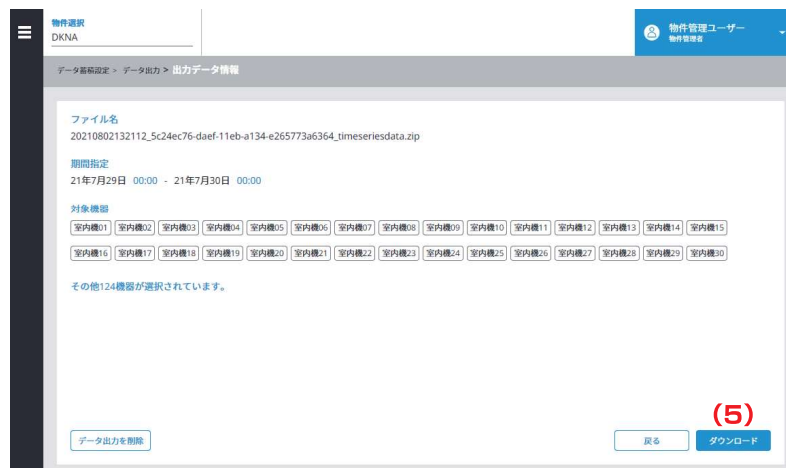 物件選択
DKNA
物件管理ユーザー
物件管理者
データ蓄積設定 > データ出力 > 出力データ情報
ファイル名
20210802132112_5c24ec76-daef-11eb-a134-e265773a6364_timeseriesdata.zip
期間指定
21年7月29日 00:00 - 21年7月30日 00:00
対象機器
室内機01 室内機02 室内機03 室内機04 室内機05 室内機06 室内機07 室内機08 室内機09 室内機10 室内機11 室内機12 室内機13 室内機14 室内機15
室内機16 室内機17 室内機18 室内機19 室内機20 室内機21 室内機22 室内機23 室内機24 室内機25 室内機26 室内機27 室内機28 室内機29 室内機30
その他124機器が選択されています。
(5)
データ出力を削除 戻る ダウンロード